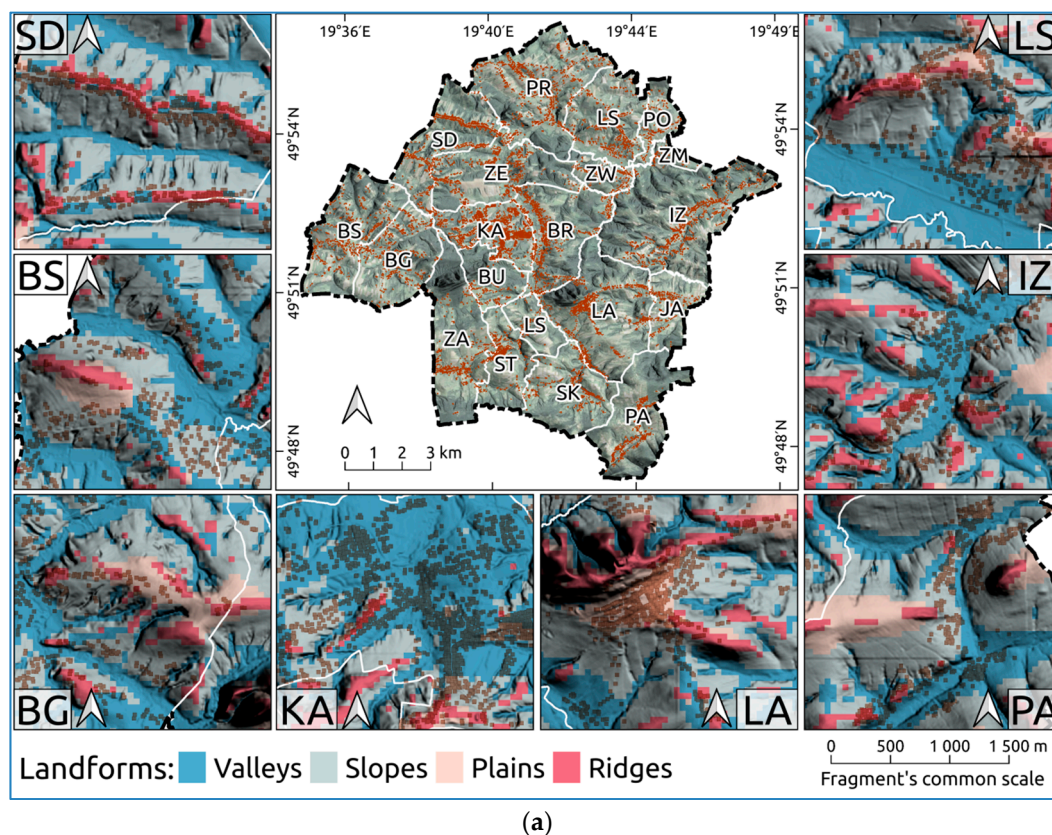 SD
19°36´E
19°40´E
19°44´E
19°49´E
LS
49°54´N
49°51´N
49°48´N
PR
LS
PO
SD
ZM
ZE
ZW
IZ
BS
KA
BR
BG
BU
LA
JA
LS
ZA
ST
SK
PA
0 1 2 3 km
49°54´N
49°51´N
49°48´N
BS
IZ
BG
KA
LA
PA
Landforms: Valleys Slopes Plains Ridges
0 500 1 000 1 500 m
Fragment's common scale
(a)